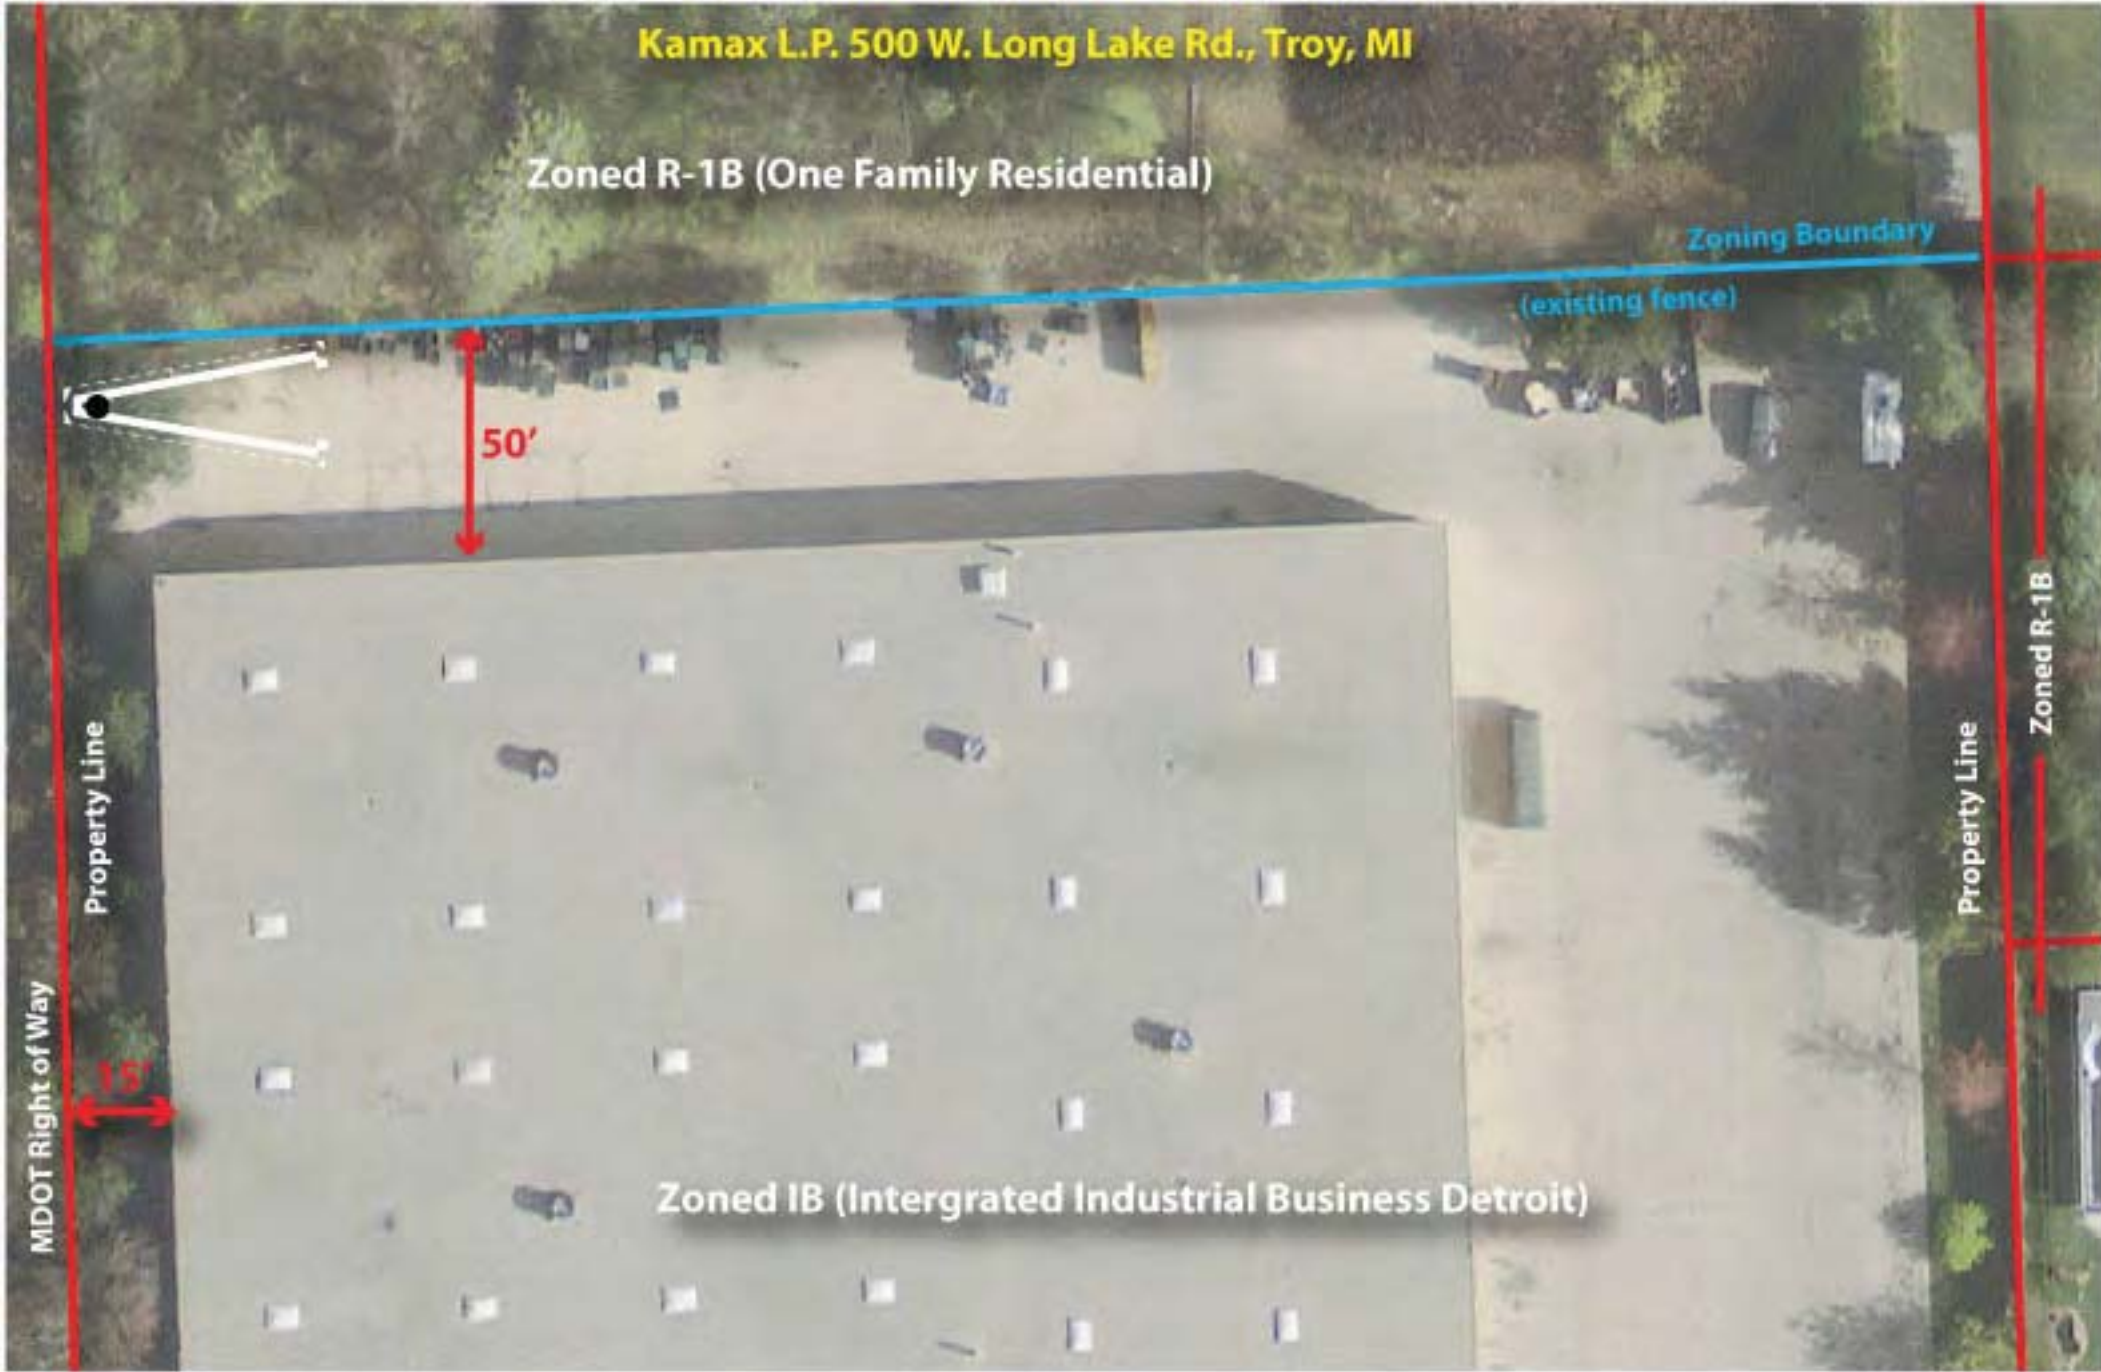 Kamax L.P. 500 W. Long Lake Rd., Troy, MI
Zoned R-1B (One Family Residential)
Zoning Boundary
(existing fence)
50’
Zoned R-1B
Property Line
Property Line
MDOT Right of Way
15’
Zoned IB (Intergrated Industrial Business Detroit)